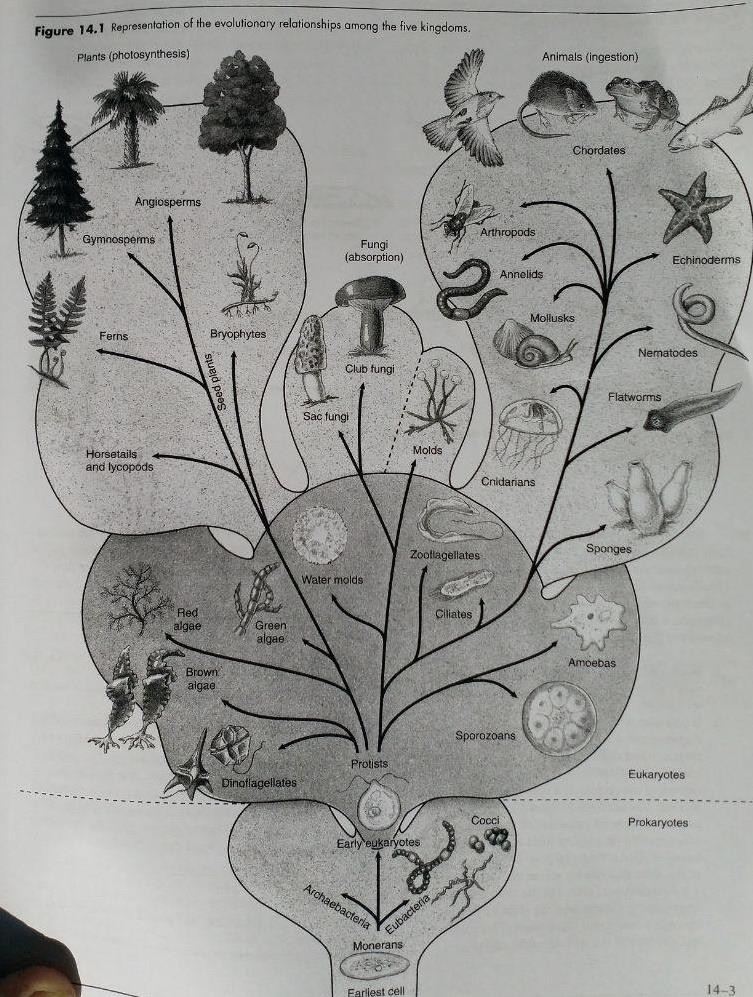 Figure 14.1 Representation of the evolutionary relationships among the five kingdoms.
Plants (photosynthesis)
Animals (ingestion)
Chordates
Angiosperms
Gymnosperms
Arthropods
Echinoderms
Fungi
(absorption)
Annelids
Mollusks
Ferns
Bryophytes
Nematodes
Club fungi
Seed plants
Flatworms
Sac fungi
Molds
Horsetails
and lycopods
Cnidarians
Sponges
Zooflagellates
Water molds
Ciliates
Red
algae
Green
algae
Amoebas
Brown
algae
Sporozoans
Protists
Dinoflagellates
Eukaryotes
Prokaryotes
Cocci
Early eukaryotes
Archaebacteria
Eubacteria
Monerans
Earliest cell
14–3